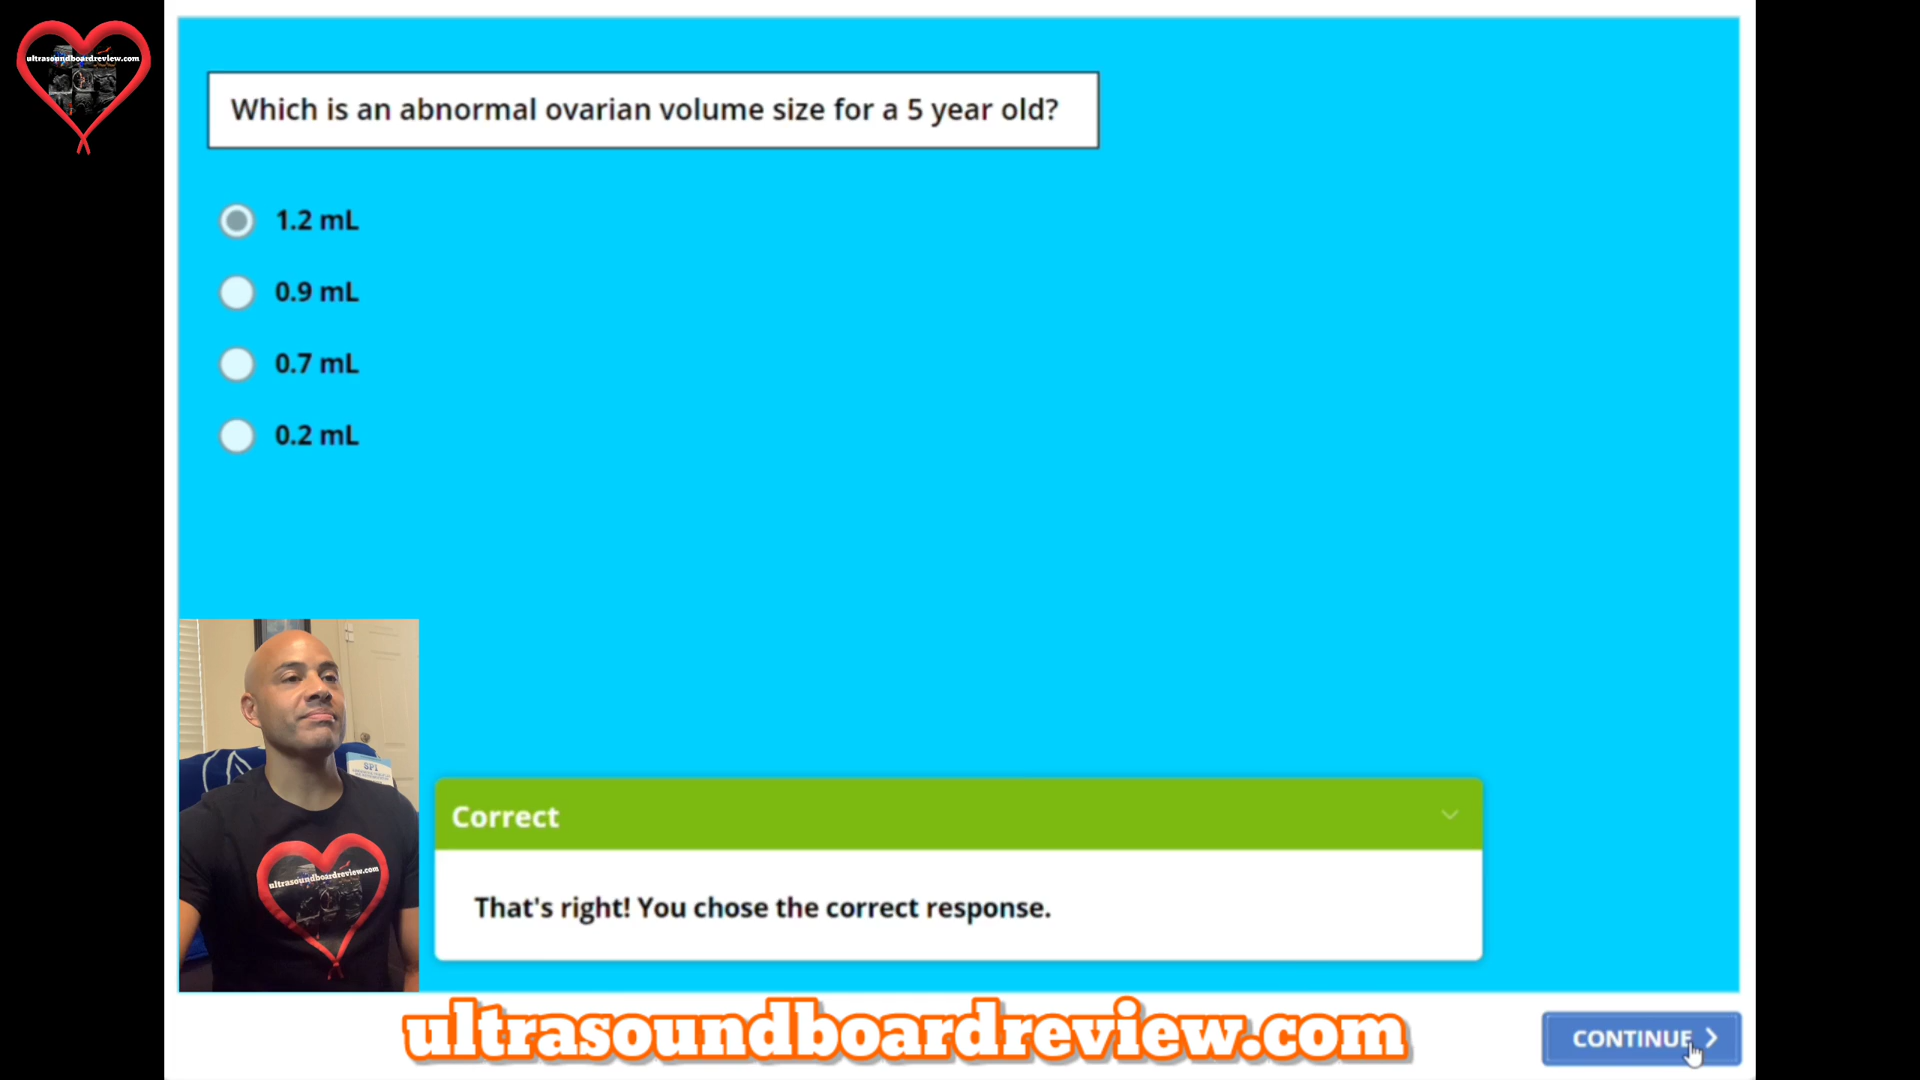 ultrasoundboardreview.com
Which is an abnormal ovarian volume size for a 5 year old?
1.2 mL
0.9 mL
0.7 mL
0.2 mL
SPI
ultrasoundboardreview.com
Correct
That's right! You chose the correct response.
ultrasoundboardreview.com
CONTINUE